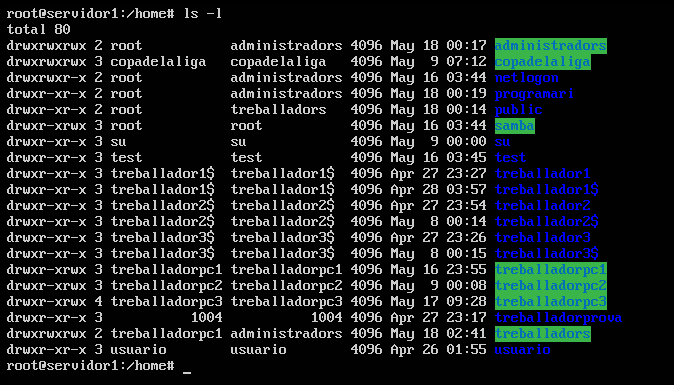 root@servidor1:/home# ls -l
total 80
drwxrwxrwx 2 root          administradors 4096 May 18 00:17 administradors
drwxrwxrwx 3 copadelaliga  copadelaliga   4096 May  9 07:12 copadelaliga
drwxr-xr-x 2 root          administradors 4096 May 16 03:44 netlogon
drwxr-xr-x 2 root          administradors 4096 May 18 00:19 programari
drwxr-xr-x 2 root          treballadors   4096 May 18 00:14 public
drwxr-xrwx 3 root          root           4096 May 16 03:44 samba
drwxr-xr-x 3 su            su             4096 May  9 00:00 su
drwxr-xr-x 3 test          test           4096 May 16 03:45 test
drwxr-xr-x 3 treballador1$ treballador1$  4096 Apr 27 23:27 treballador1
drwxr-xr-x 3 treballador1$ treballador1$  4096 Apr 28 03:57 treballador1$
drwxr-xr-x 3 treballador2$ treballador2$  4096 Apr 27 23:54 treballador2
drwxr-xr-x 3 treballador2$ treballador2$  4096 May  8 00:14 treballador2$
drwxr-xr-x 3 treballador3$ treballador3$  4096 Apr 27 23:26 treballador3
drwxr-xr-x 3 treballador3$ treballador3$  4096 May  8 00:15 treballador3$
drwxr-xrwx 3 treballadorpc1 treballadorpc1 4096 May 16 23:55 treballadorpc1
drwxr-xrwx 3 treballadorpc2 treballadorpc2 4096 May  9 00:08 treballadorpc2
drwxr-xrwx 4 treballadorpc3 treballadorpc3 4096 May 17 09:28 treballadorpc3
drwxr-xr-x 3           1004           1004 4096 Apr 27 23:17 treballadorprova
drwxrwxrwx 2 treballadorpc1 administradors 4096 May 18 02:41 treballadors
drwxr-xr-x 3 usuario       usuario        4096 Apr 26 01:55 usuario
root@servidor1:/home# _